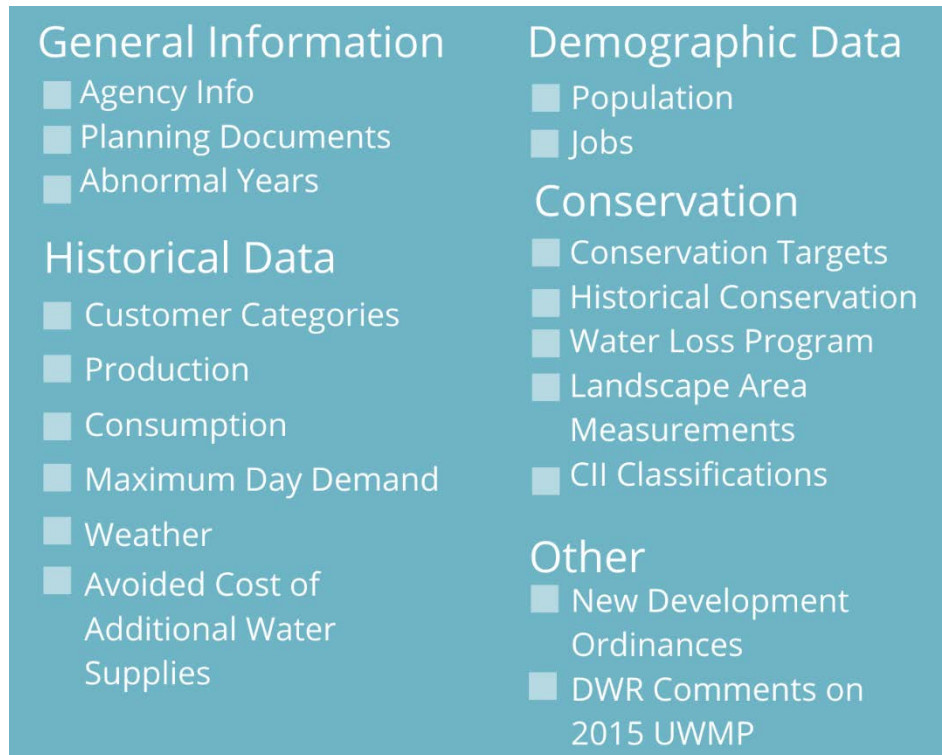 General Information
Agency Info
Planning Documents
Abnormal Years
Historical Data
Customer Categories
Production
Consumption
Maximum Day Demand
Weather
Avoided Cost of
Additional Water
Supplies
Demographic Data
Population
Jobs
Conservation
Conservation Targets
Historical Conservation
Water Loss Program
Landscape Area
Measurements
CII Classifications
Other
New Development
Ordinances
DWR Comments on
2015 UWMP